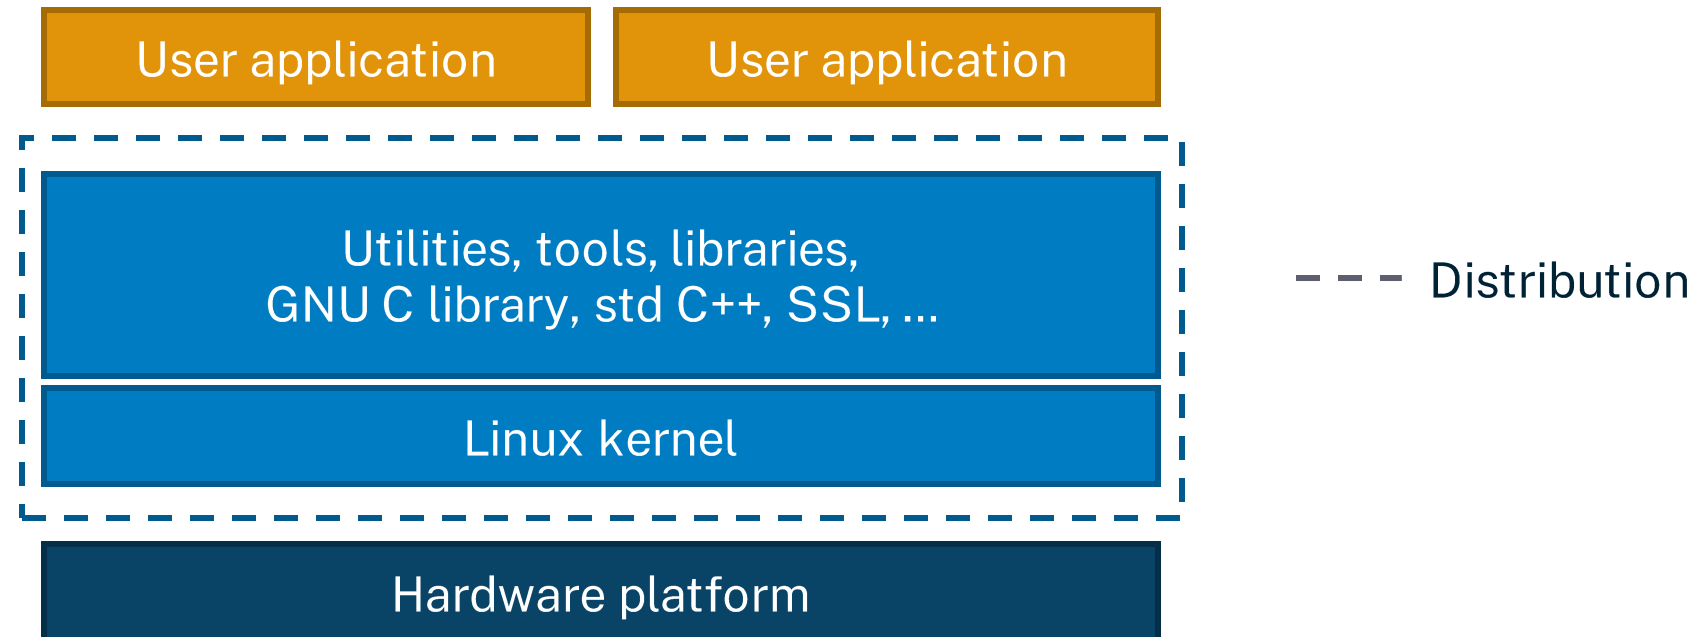 User application
User application
Utilities, tools, libraries,
GNU C library, std C++, SSL, ...
Distribution
Linux kernel
Hardware platform